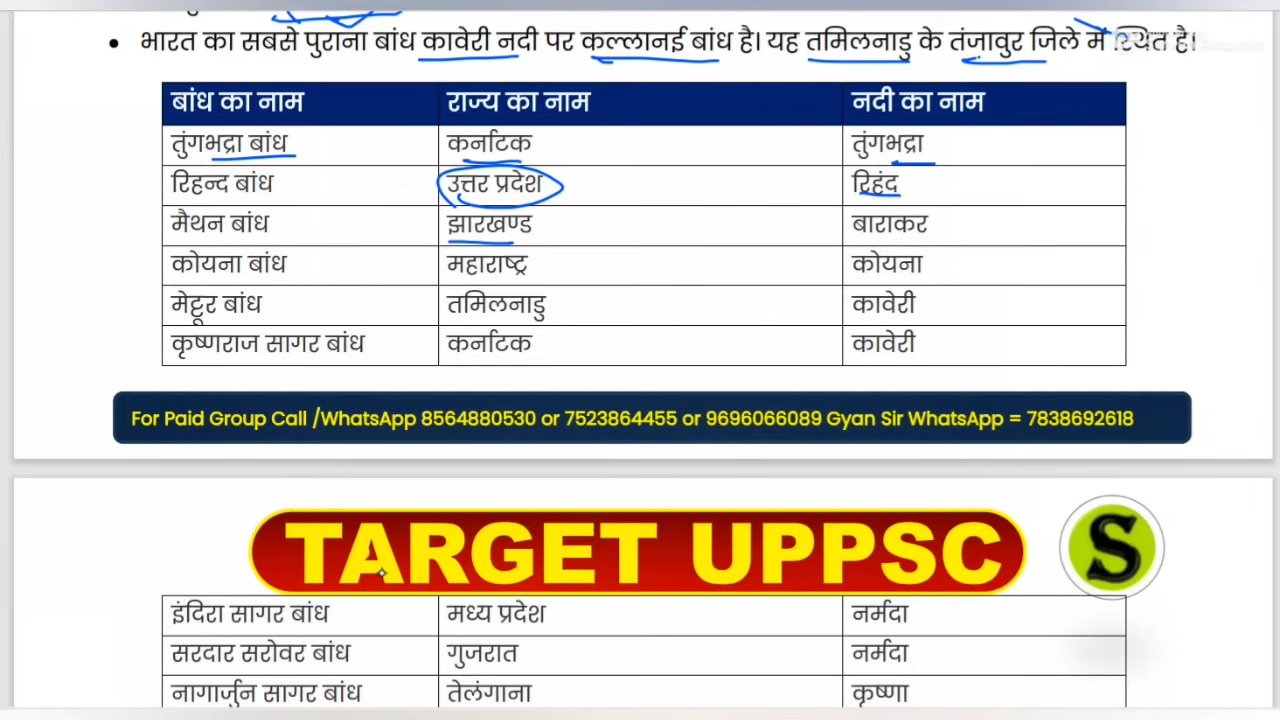 भारत का सबसे पुराना बांध कावेरी नदी पर कल्लानई बांध है। यह तमिलनाडु के तंजावुर जिले में स्थित है।
बांध का नाम राज्य का नाम नदी का नाम
तुंगभद्रा बांध कर्नाटक तुंगभद्रा
रिहन्द बांध उत्तर प्रदेश रिहंद
मैथन बांध झारखण्ड बाराकर
कोयना बांध महाराष्ट्र कोयना
मेट्टूर बांध तमिलनाडु कावेरी
कृष्णराज सागर बांध कर्नाटक कावेरी
For Paid Group Call /WhatsApp 8564880530 or 7523864455 or 9696066089 Gyan Sir WhatsApp = 7838692618
TARGET UPPSC S
इंदिरा सागर बांध मध्य प्रदेश नर्मदा
सरदार सरोवर बांध गुजरात नर्मदा
नागार्जुन सागर बांध तेलंगाना कृष्णा